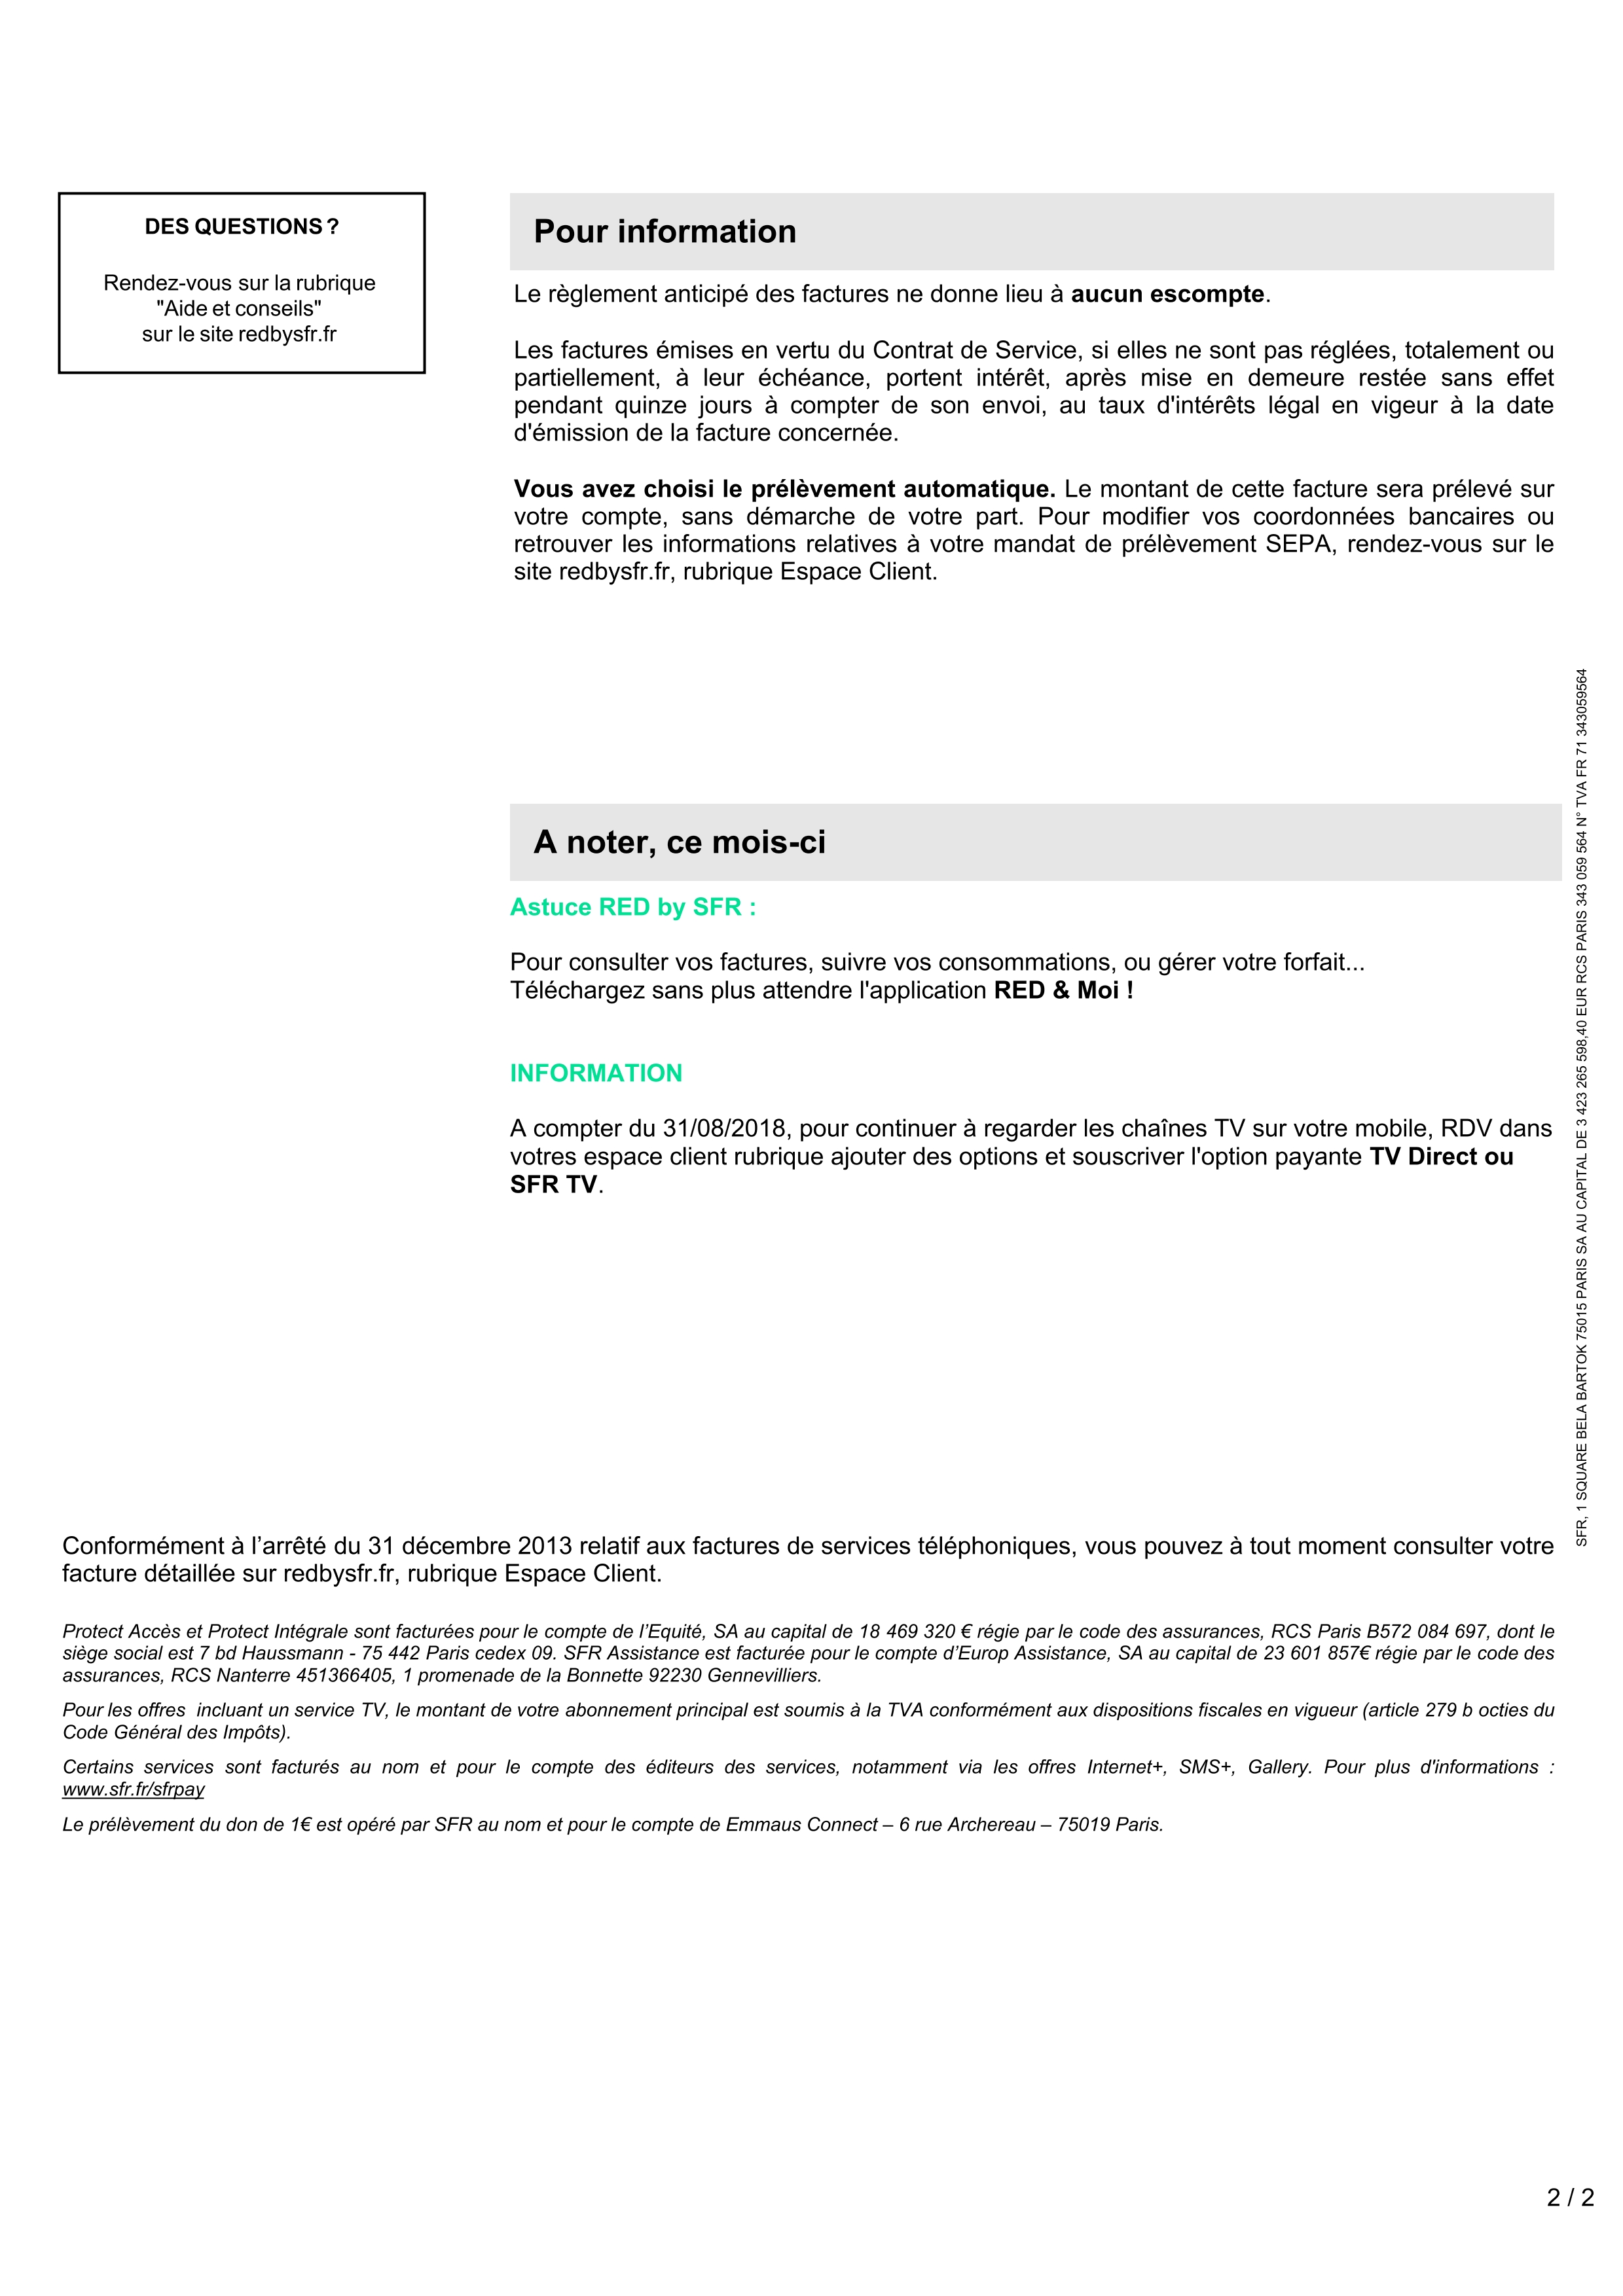 DES QUESTIONS ?
Rendez-vous sur la rubrique
"Aide et conseils"
sur le site redbysfr.fr
Pour information
Le règlement anticipé des factures ne donne lieu à aucun escompte.
Les factures émises en vertu du Contrat de Service, si elles ne sont pas réglées, totalement ou
partiellement, à leur échéance, portent intérêt, après mise en demeure restée sans effet
pendant quinze jours à compter de son envoi, au taux d'intérêts légal en vigueur à la date
d'émission de la facture concernée.
Vous avez choisi le prélèvement automatique. Le montant de cette facture sera prélevé sur
votre compte, sans démarche de votre part. Pour modifier vos coordonnées bancaires ou
retrouver les informations relatives à votre mandat de prélèvement SEPA, rendez-vous sur le
site redbysfr.fr, rubrique Espace Client.
A noter, ce mois-ci
Astuce RED by SFR :
Pour consulter vos factures, suivre vos consommations, ou gérer votre forfait...
Téléchargez sans plus attendre l'application RED & Moi !
INFORMATION
A compter du 31/08/2018, pour continuer à regarder les chaînes TV sur votre mobile, RDV dans
votres espace client rubrique ajouter des options et souscriver l'option payante TV Direct ou
SFR TV.
SFR, 1 SQUARE BELA BARTOK 75015 PARIS SA AU CAPITAL DE 3 423 265 598,40 EUR RCS PARIS 343 059 564 N° TVA FR 71 343059564
Conformément à l’arrêté du 31 décembre 2013 relatif aux factures de services téléphoniques, vous pouvez à tout moment consulter votre
facture détaillée sur redbysfr.fr, rubrique Espace Client.
Protect Accès et Protect Intégrale sont facturées pour le compte de l’Equité, SA au capital de 18 469 320 € régie par le code des assurances, RCS Paris B572 084 697, dont le
siège social est 7 bd Haussmann - 75 442 Paris cedex 09. SFR Assistance est facturée pour le compte d’Europ Assistance, SA au capital de 23 601 857€ régie par le code des
assurances, RCS Nanterre 451366405, 1 promenade de la Bonnette 92230 Gennevilliers.
Pour les offres incluant un service TV, le montant de votre abonnement principal est soumis à la TVA conformément aux dispositions fiscales en vigueur (article 279 b octies du
Code Général des Impôts).
Certains services sont facturés au nom et pour le compte des éditeurs des services, notamment via les offres Internet+, SMS+, Gallery. Pour plus d'informations :
www.sfr.fr/sfrpay
Le prélèvement du don de 1€ est opéré par SFR au nom et pour le compte de Emmaus Connect – 6 rue Archereau – 75019 Paris.
2 / 2